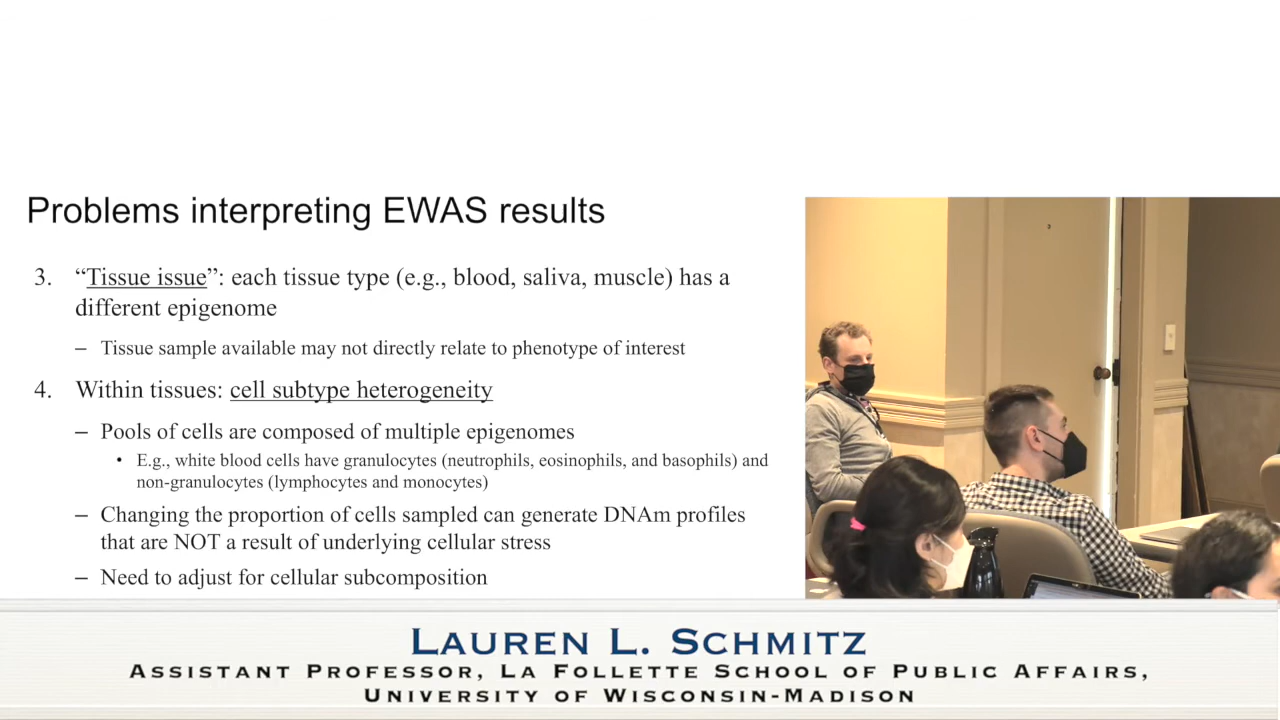 Problems interpreting EWAS results
3. “Tissue issue”: each tissue type (e.g., blood, saliva, muscle) has a
different epigenome
– Tissue sample available may not directly relate to phenotype of interest
4. Within tissues: cell subtype heterogeneity
– Pools of cells are composed of multiple epigenomes
• E.g., white blood cells have granulocytes (neutrophils, eosinophils, and basophils) and
non-granulocytes (lymphocytes and monocytes)
– Changing the proportion of cells sampled can generate DNAm profiles
that are NOT a result of underlying cellular stress
– Need to adjust for cellular subcomposition
Lauren L. Schmitz
Assistant Professor, La Follette School of Public Affairs,
University of Wisconsin-Madison